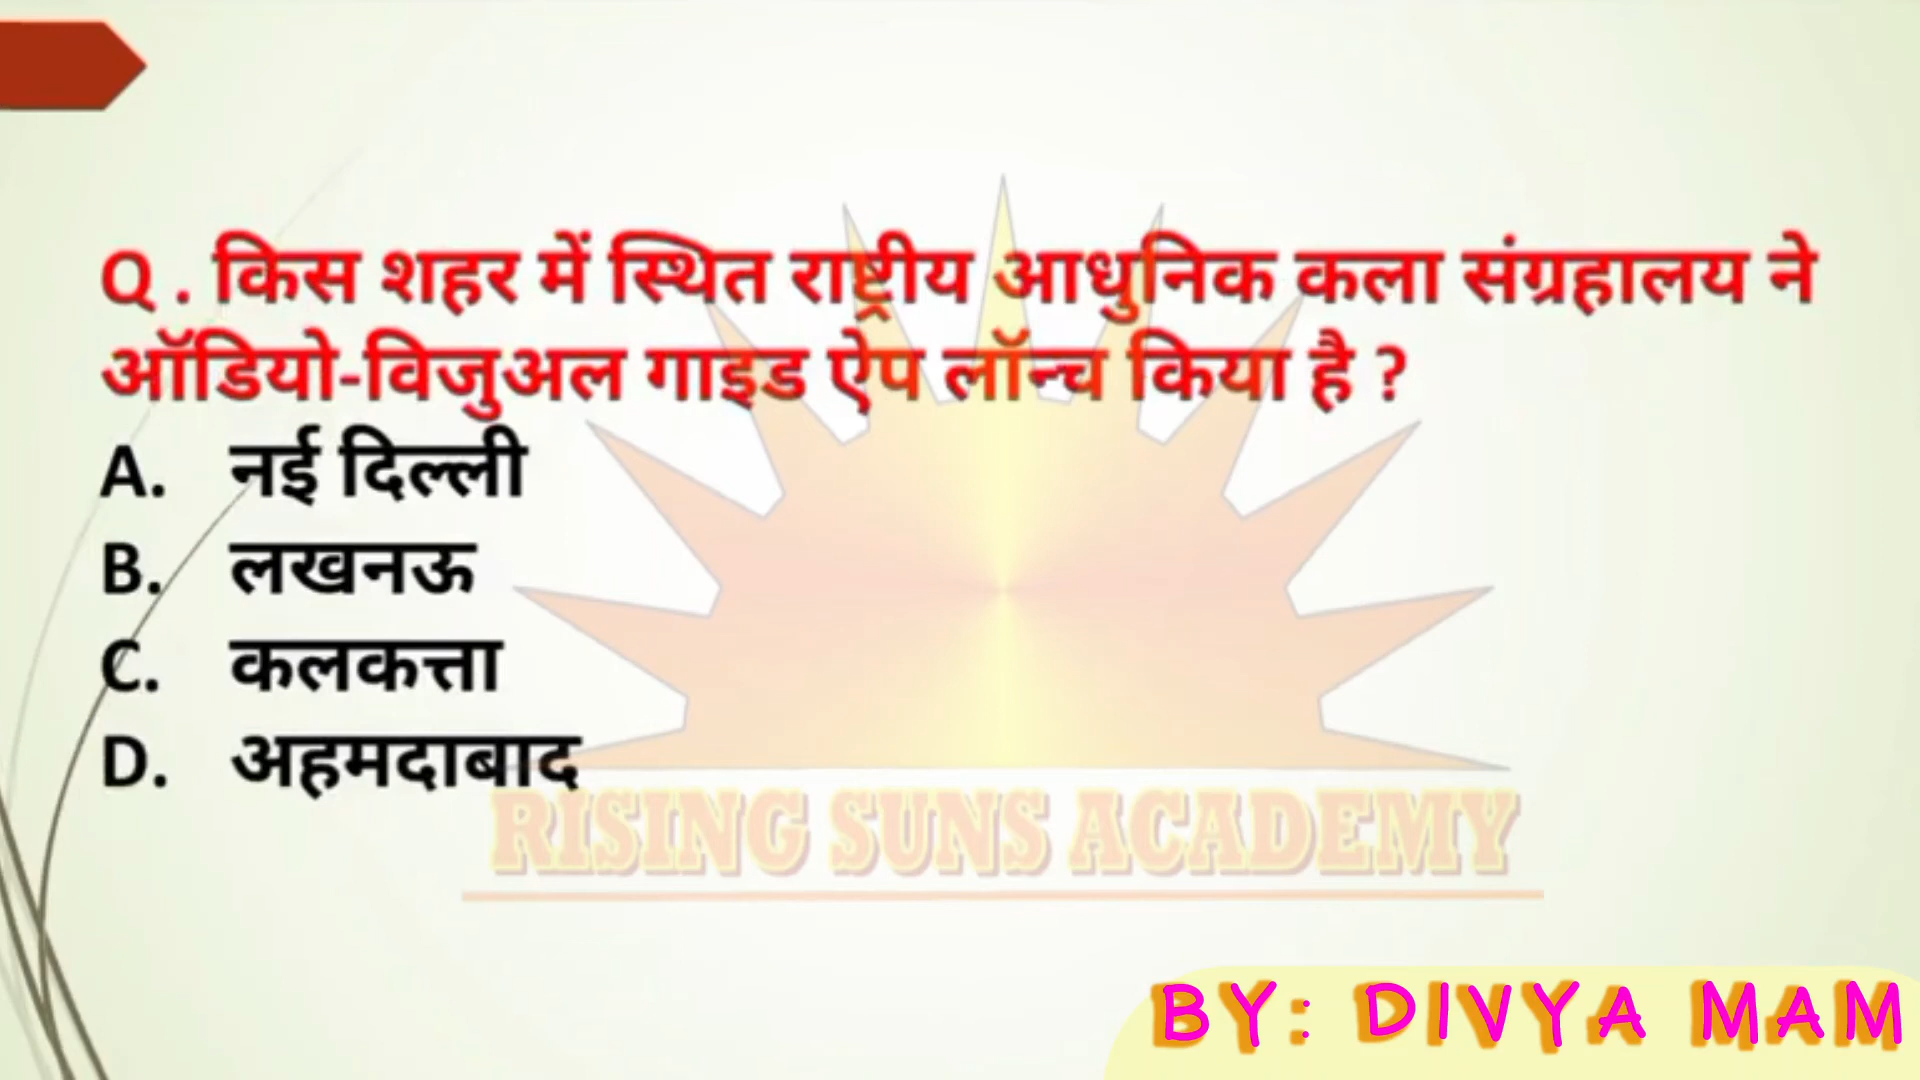 Q . किस शहर में स्थित राष्ट्रीय आधुनिक कला संग्रहालय ने
ऑडियो-विजुअल गाइड ऐप लॉन्च किया है ?
A. नई दिल्ली
B. लखनऊ
C. कलकत्ता
D. अहमदाबाद
RISING SUNS ACADEMY
BY: DIVYA MAM